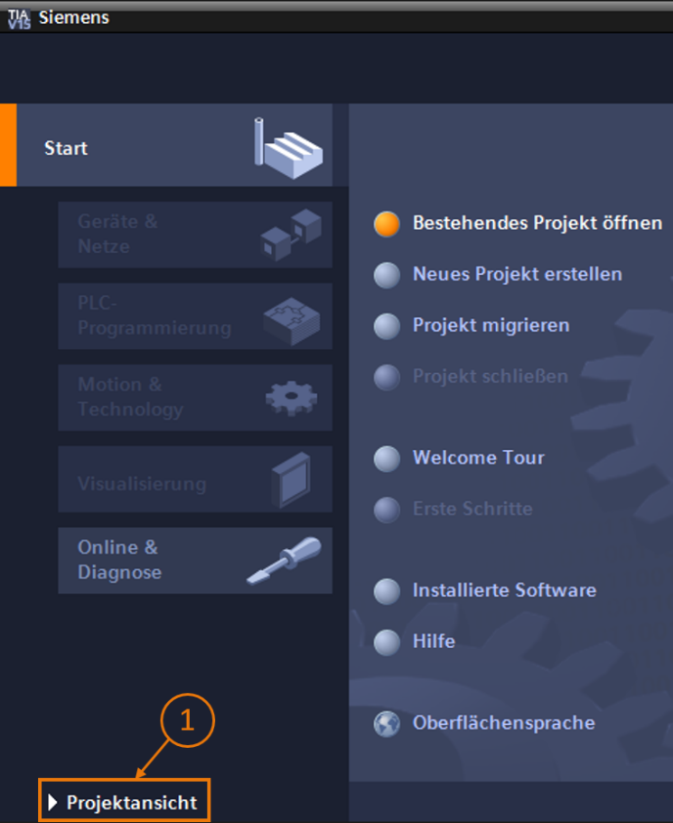 TIA
V15 Siemens
Start
Geräte &
Netze
PLC-
Programmierung
Motion &
Technology
Visualisierung
Online &
Diagnose
Bestehendes Projekt öffnen
Neues Projekt erstellen
Projekt migrieren
Projekt schließen
Welcome Tour
Erste Schritte
Installierte Software
Hilfe
Oberflächensprache
1
Projektansicht